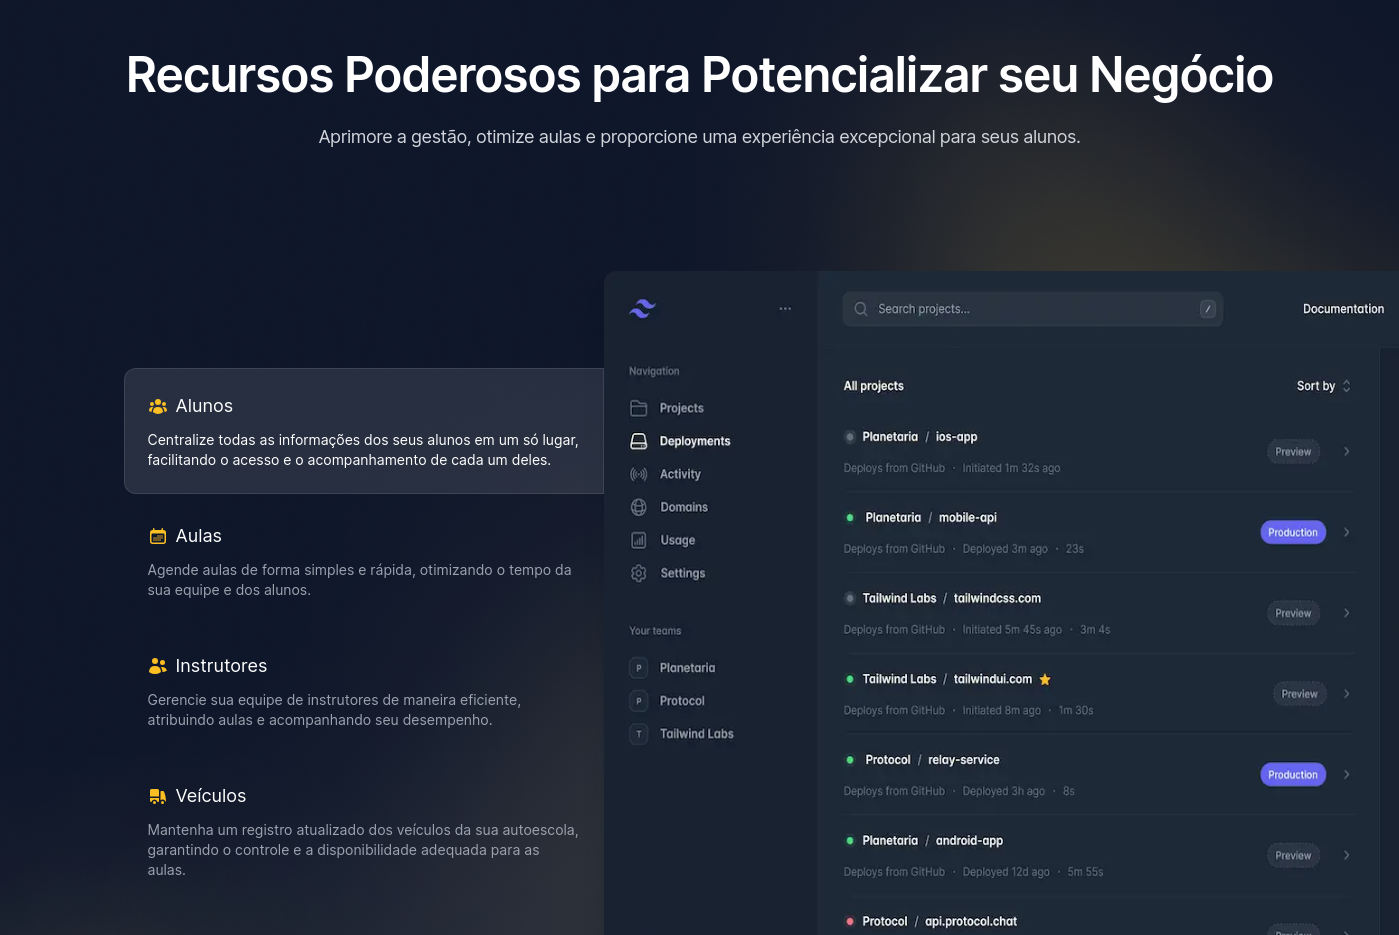 Recursos Poderosos para Potencializar seu Negócio
Aprimore a gestão, otimize aulas e proporcione uma experiência excepcional para seus alunos.
Alunos
Centralize todas as informações dos seus alunos em um só lugar,
facilitando o acesso e o acompanhamento de cada um deles.
Aulas
Agende aulas de forma simples e rápida, otimizando o tempo da
sua equipe e dos alunos.
Instrutores
Gerencie sua equipe de instrutores de maneira eficiente,
atribuindo aulas e acompanhando seu desempenho.
Veículos
Mantenha um registro atualizado dos veículos da sua autoescola,
garantindo o controle e a disponibilidade adequada para as
aulas.
Navigation
Projects
Deployments
Activity
Domains
Usage
Settings
Your teams
P Planetaria
P Protocol
T Tailwind Labs
Search projects... /
Documentation
All projects
Sort by
Planetaria / ios-app
Deploys from GitHub · Initiated 1m 32s ago
Preview
Planetaria / mobile-api
Deploys from GitHub · Deployed 3m ago · 23s
Production
Tailwind Labs / tailwindcss.com
Deploys from GitHub · Initiated 5m 45s ago · 3m 4s
Preview
Tailwind Labs / tailwindui.com
Deploys from GitHub · Initiated 8m ago · 1m 30s
Preview
Protocol / relay-service
Deploys from GitHub · Deployed 3h ago · 8s
Production
Planetaria / android-app
Deploys from GitHub · Deployed 12d ago · 5m 55s
Preview
Protocol / api.protocol.chat